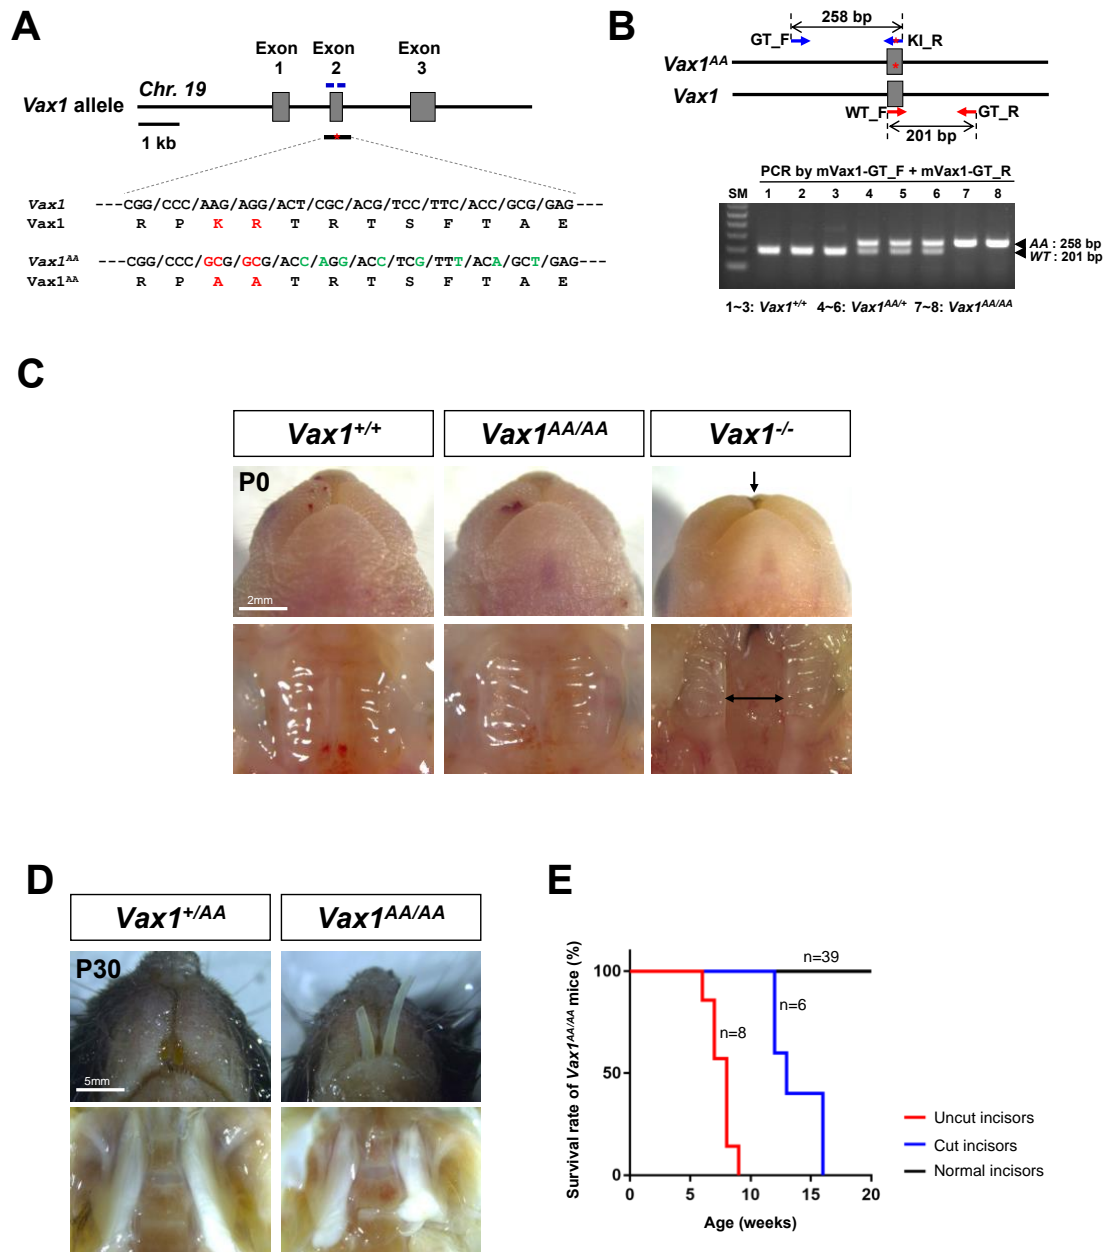 A
Exon 1
Exon 2
Exon 3
Chr. 19
Vax1 allele
1 kb
Vax1 ---CGG/CCC/AAG/AGG/ACT/CGC/ACG/TCC/TTC/ACC/GCG/GAG---
Vax1 R P K R T R T S F T A E
Vax1AA ---CGG/CCC/GCG/GCG/ACC/AGG/ACC/TCG/TTT/ACA/GCT/GAG---
Vax1AA R P A A T R T S F T A E
B
258 bp
GT_F
KI_R
Vax1AA
Vax1
WT_F
GT_R
201 bp
PCR by mVax1-GT_F + mVax1-GT_R
SM 1 2 3 4 5 6 7 8
AA : 258 bp
WT : 201 bp
1~3: Vax1+/+ 4~6: Vax1AA/+ 7~8: Vax1AA/AA
C
Vax1+/+
Vax1AA/AA
Vax1-/-
P0
2mm
D
Vax1+/AA
Vax1AA/AA
P30
5mm
E
Survival rate of Vax1AA/AA mice (%)
100
50
0
n=39
n=6
n=8
0 5 10 15 20
Age (weeks)
Uncut incisors
Cut incisors
Normal incisors